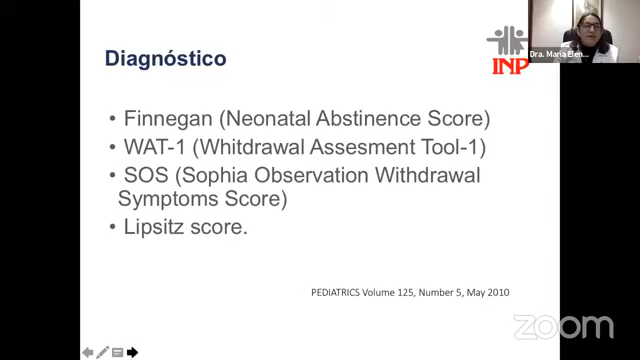 Diagnóstico
INP
Dra. Maria Elen...
• Finnegan (Neonatal Abstinence Score)
• WAT-1 (Whitdrawal Assesment Tool-1)
• SOS (Sophia Observation Withdrawal
Symptoms Score)
• Lipsitz score.
PEDIATRICS Volume 125, Number 5, May 2010
zoom